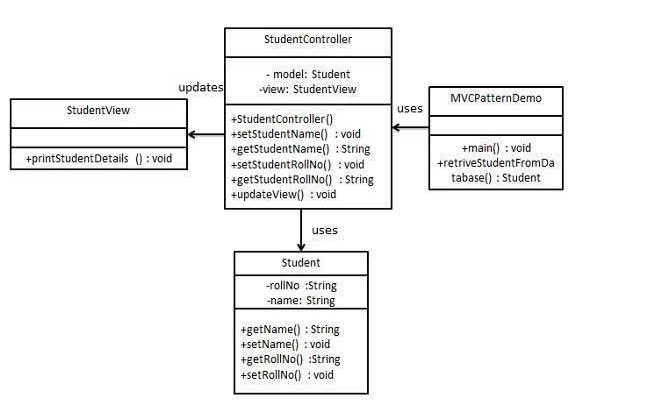 StudentController
- model: Student
-view: StudentView
+StudentController()
+setStudentName() : void
+getStudentName() : String
+setStudentRollNo() : void
+getStudentRollNo() : String
+updateView() : void
updates
StudentView
+printStudentDetails () : void
uses
MVCPatternDemo
+main() : void
+retriveStudentFromDa
tabase() : Student
uses
Student
-rollNo :String
-name: String
+getName() : String
+setName() : void
+getRollNo() :String
+setRollNo() : void